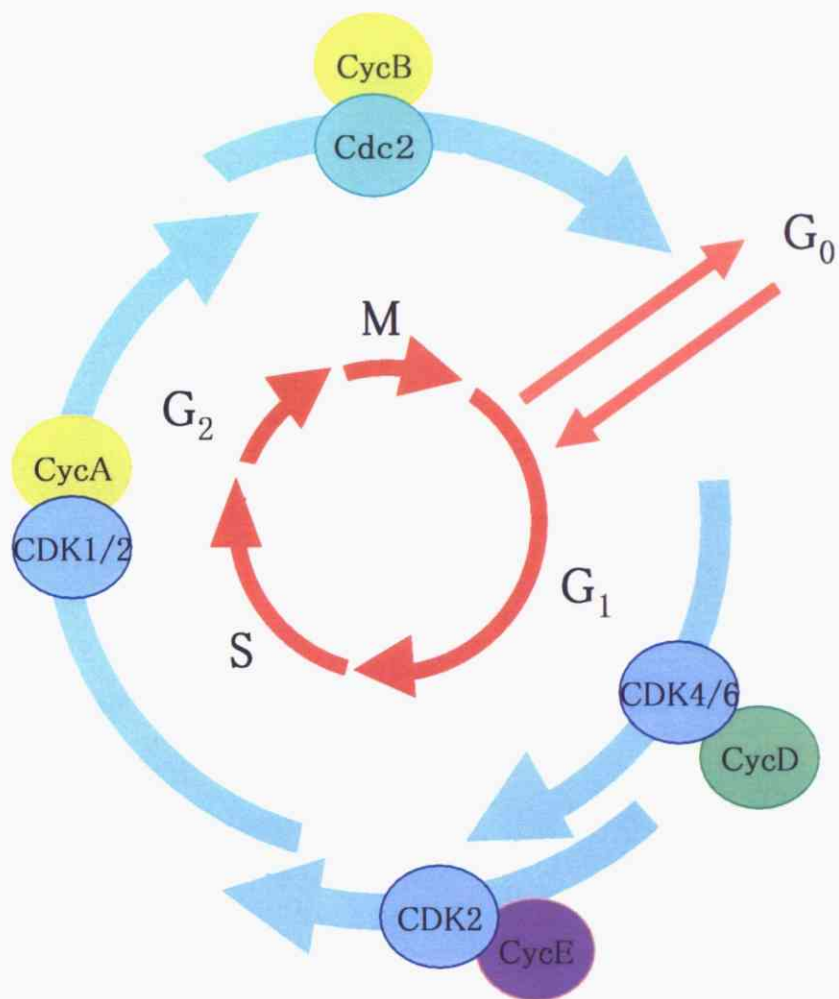 CycB
Cdc2
G₀
M
G₂
CycA
CDK1/2
G₁
S
CDK4/6
CycD
CDK2
CycE